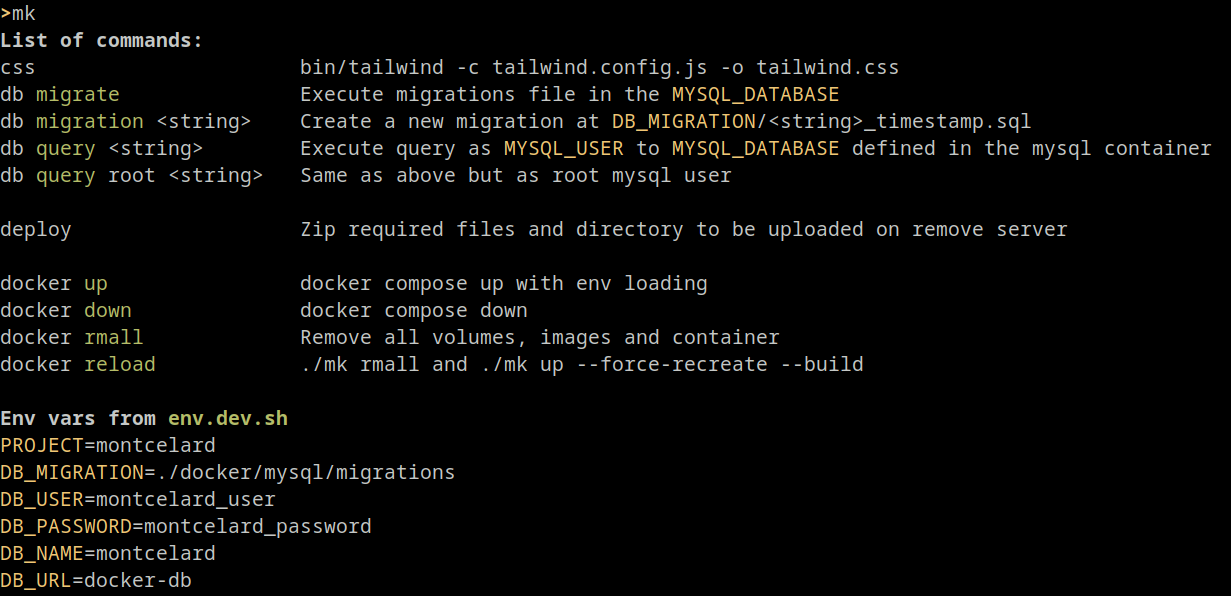 >mk
List of commands:
css bin/tailwind -c tailwind.config.js -o tailwind.css
db migrate Execute migrations file in the MYSQL_DATABASE
db migration <string> Create a new migration at DB_MIGRATION/<string>_timestamp.sql
db query <string> Execute query as MYSQL_USER to MYSQL_DATABASE defined in the mysql container
db query root <string> Same as above but as root mysql user
deploy Zip required files and directory to be uploaded on remove server
docker up docker compose up with env loading
docker down docker compose down
docker rmall Remove all volumes, images and container
docker reload ./mk rmall and ./mk up --force-recreate --build
Env vars from env.dev.sh
PROJECT=montcelard
DB_MIGRATION=./docker/mysql/migrations
DB_USER=montcelard_user
DB_PASSWORD=montcelard_password
DB_NAME=montcelard
DB_URL=docker-db